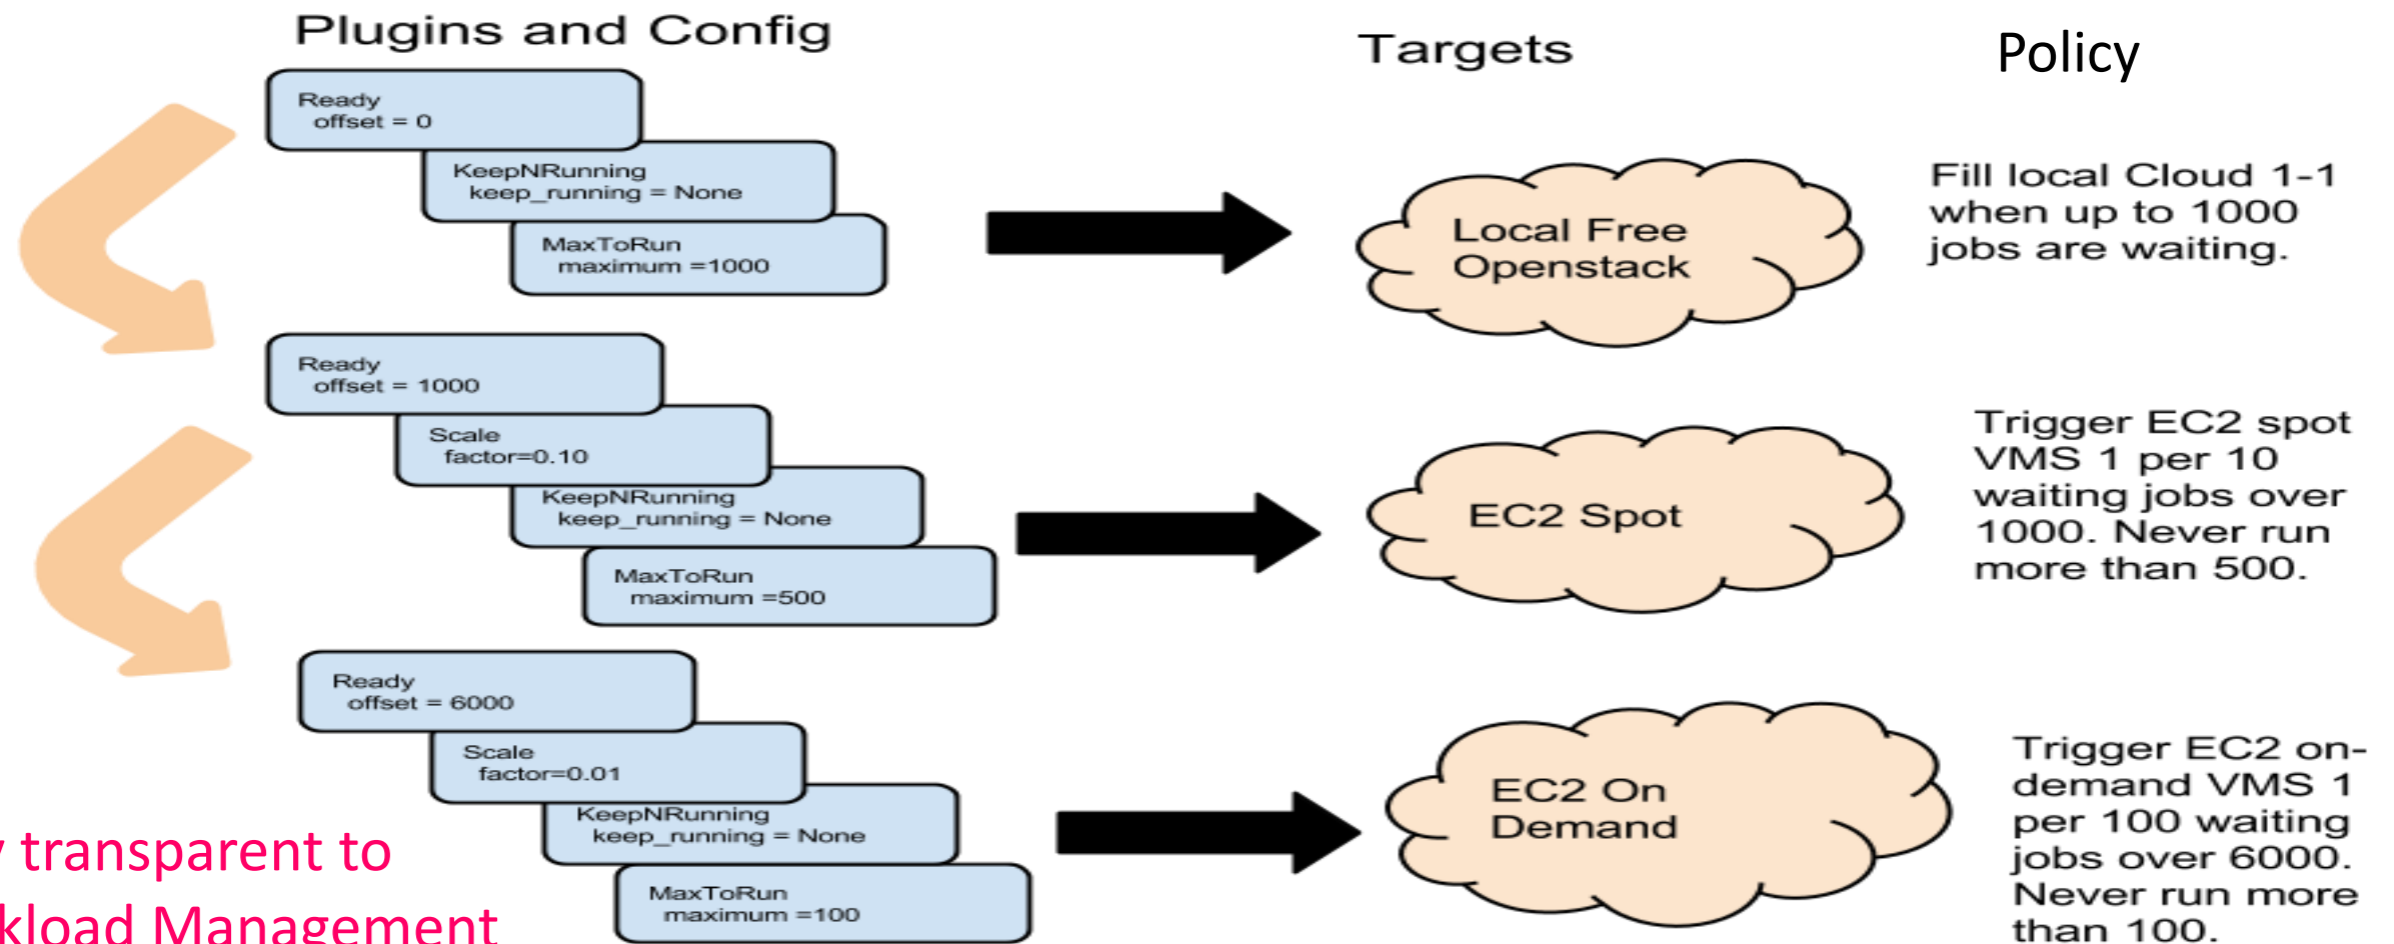 Plugins and Config
Targets
Policy
Ready
offset = 0
KeepNRunning
keep_running = None
MaxToRun
maximum =1000
Local Free
Openstack
Fill local Cloud 1-1
when up to 1000
jobs are waiting.
Ready
offset = 1000
Scale
factor=0.10
KeepNRunning
keep_running = None
MaxToRun
maximum =500
EC2 Spot
Trigger EC2 spot
VMS 1 per 10
waiting jobs over
1000. Never run
more than 500.
Ready
offset = 6000
Scale
factor=0.01
KeepNRunning
keep_running = None
MaxToRun
maximum =100
EC2 On
Demand
Trigger EC2 on-
demand VMS 1
per 100 waiting
jobs over 6000.
Never run more
than 100.
transparent to
Management